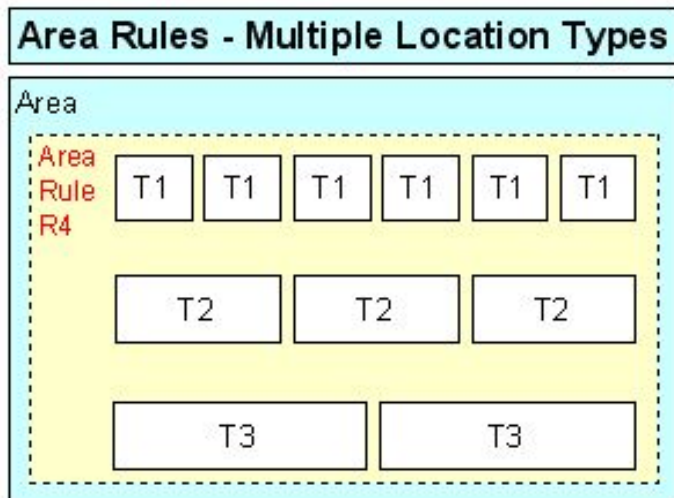 Area Rules - Multiple Location Types
Area
Area
Rule
R4
T1 T1 T1 T1 T1 T1
T2 T2 T2
T3 T3